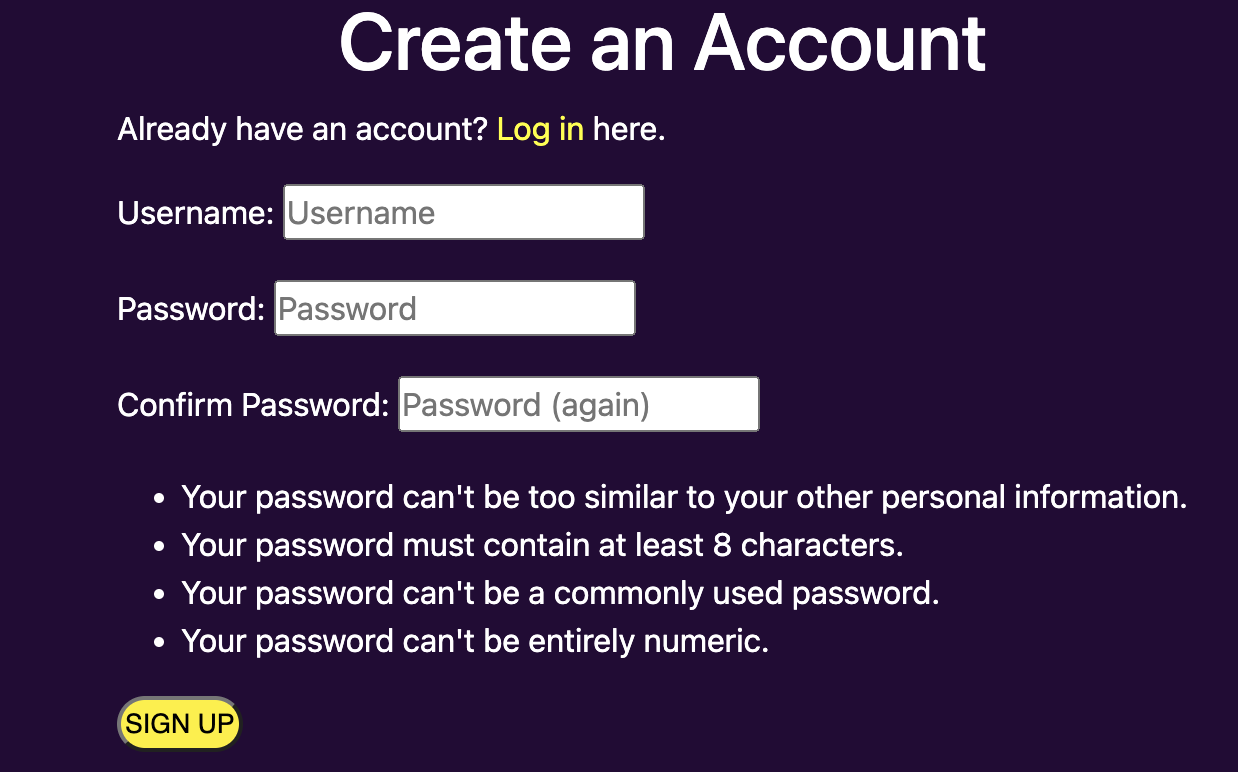 Create an Account
Already have an account? Log in here.
Username: Username
Password: Password
Confirm Password: Password (again)
• Your password can't be too similar to your other personal information.
• Your password must contain at least 8 characters.
• Your password can't be a commonly used password.
• Your password can't be entirely numeric.
SIGN UP